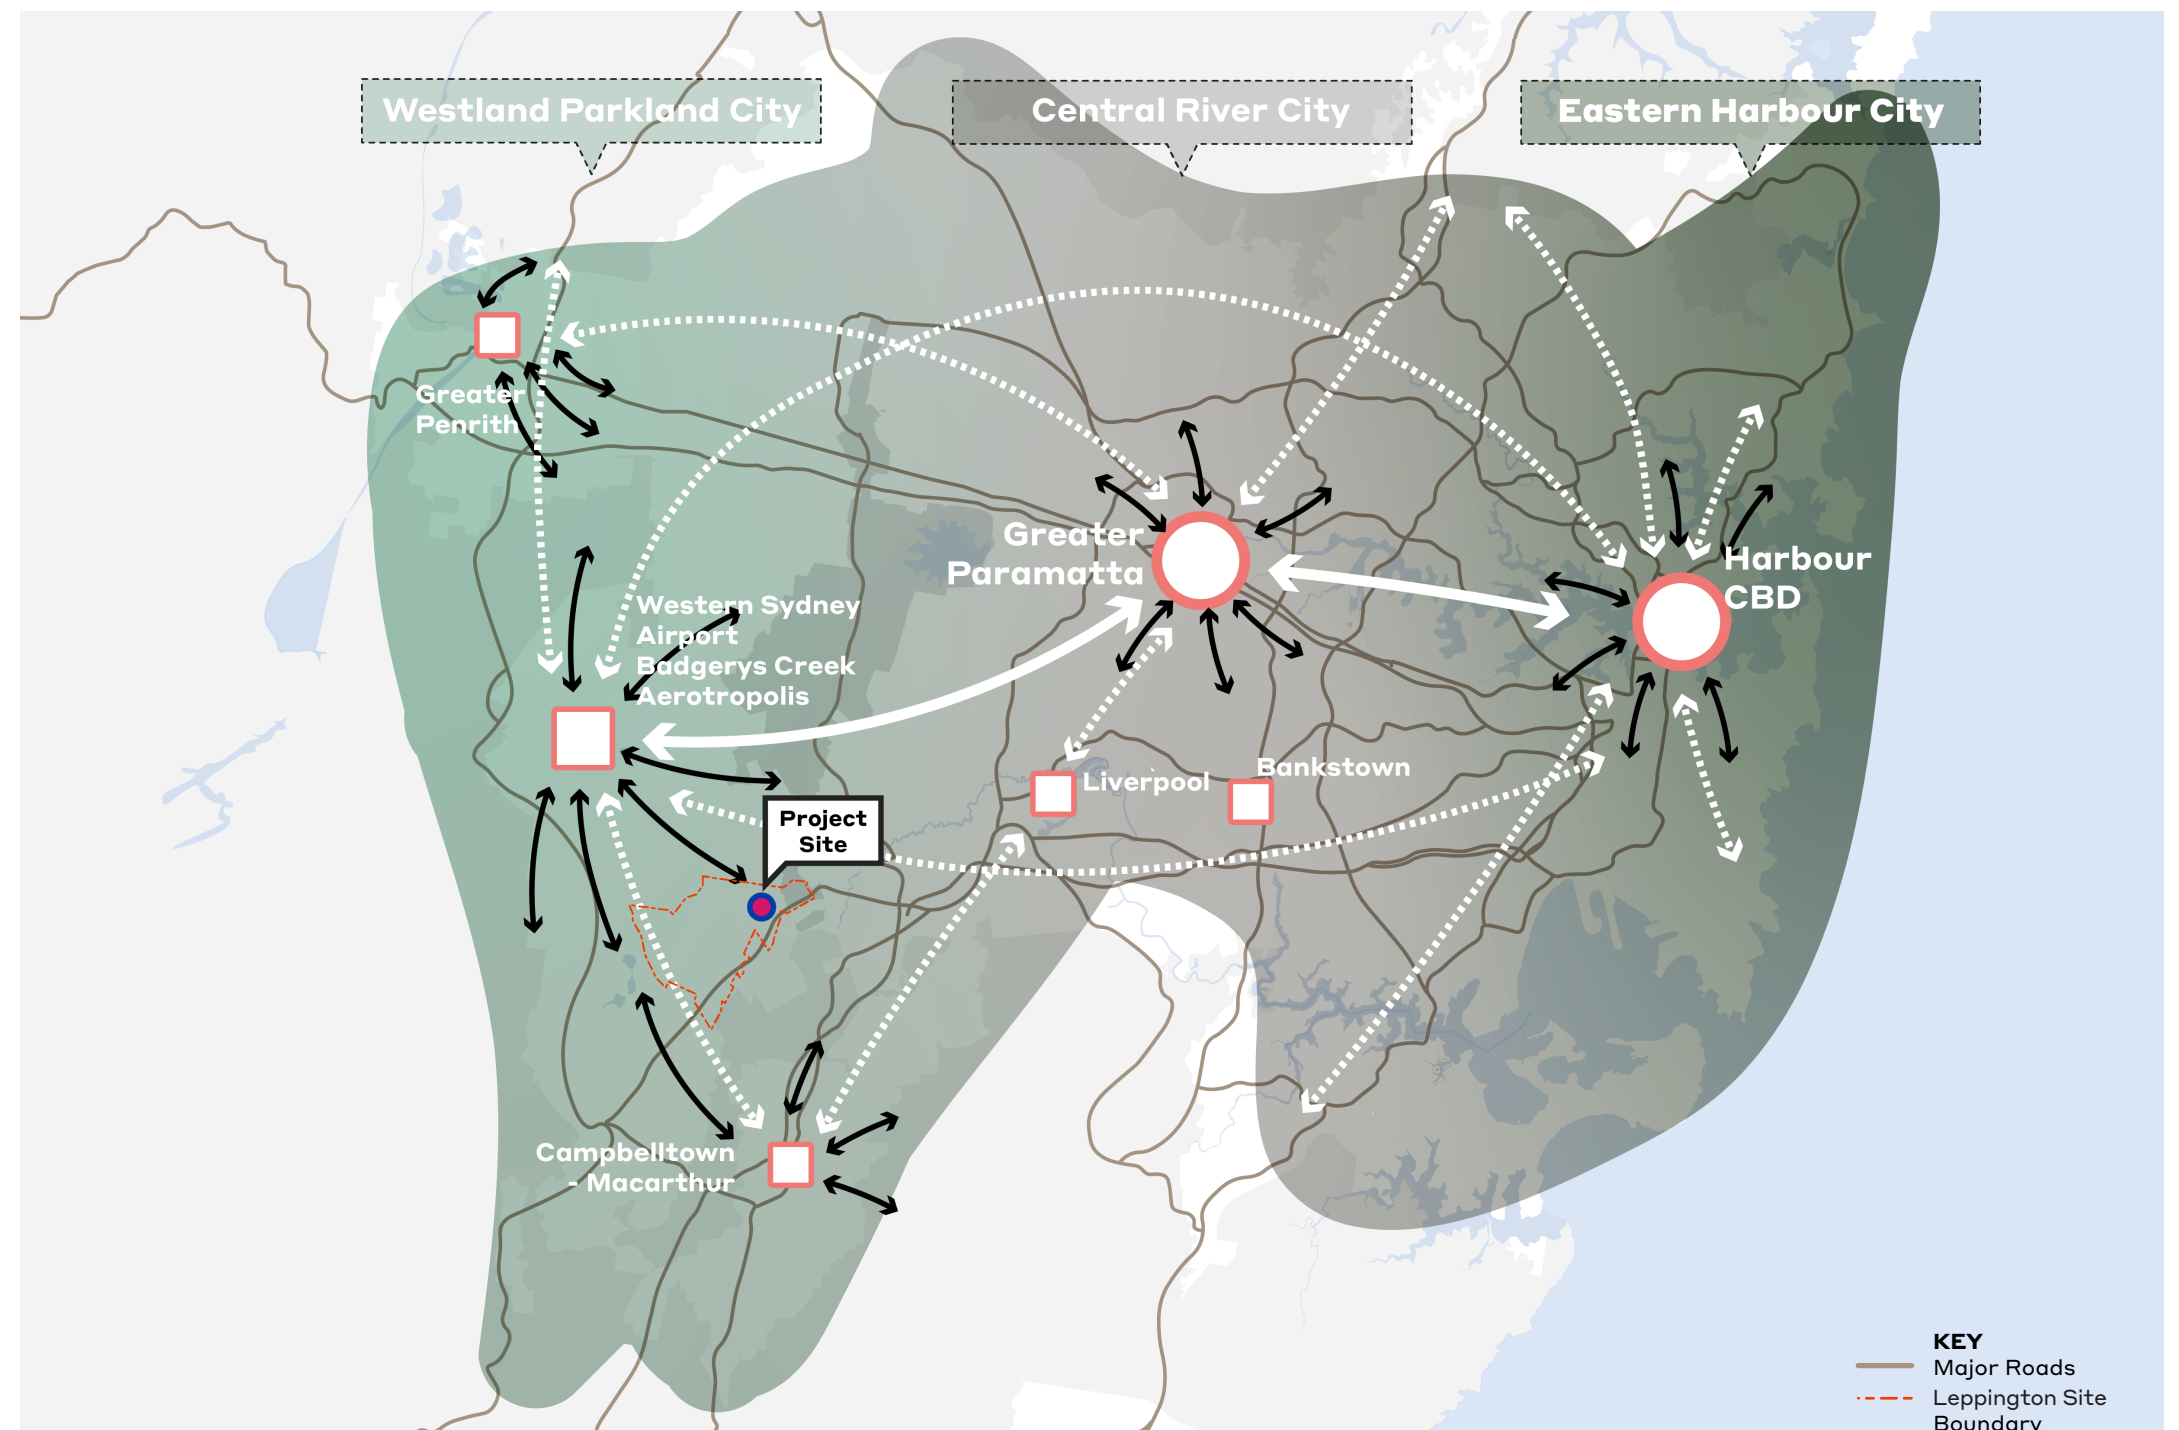 Westland Parkland City
Central River City
Eastern Harbour City
Greater
Penrith
Greater
Paramatta
Harbour
CBD
Western Sydney
Airport
Badgerys Creek
Aerotropolis
Liverpool
Bankstown
Project
Site
Campbelltown
- Macarthur
KEY
Major Roads
Leppington Site
Boundary